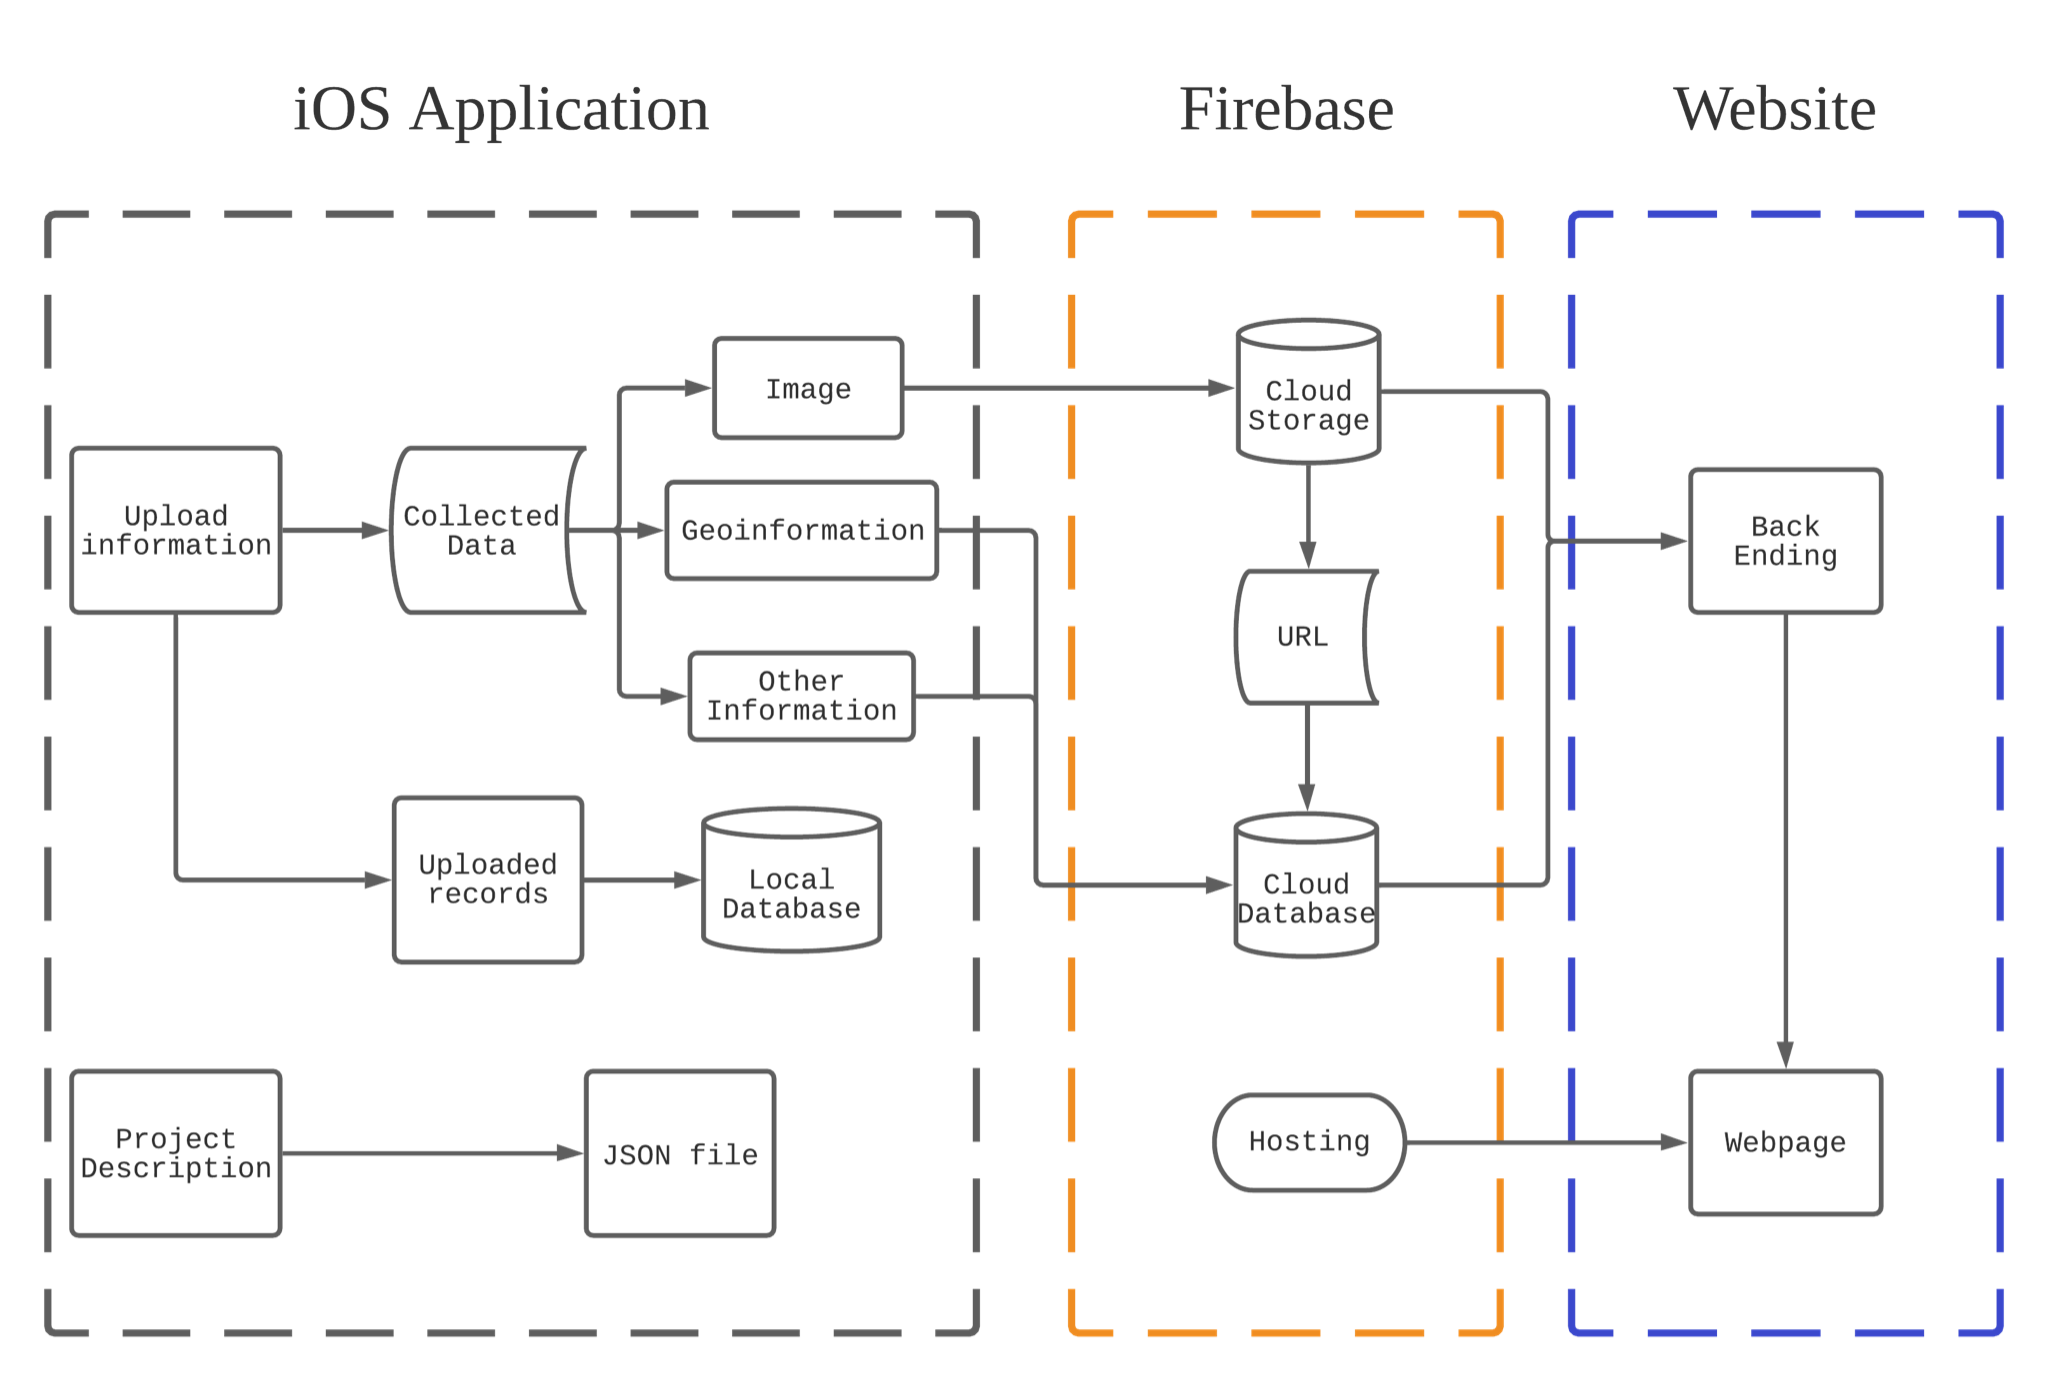 iOS Application
Firebase
Website
Image
Cloud
Storage
Upload
information
Collected
Data
Geoinformation
Back
Ending
URL
Other
Information
Uploaded
records
Local
Database
Cloud
Database
Project
Description
JSON file
Hosting
Webpage